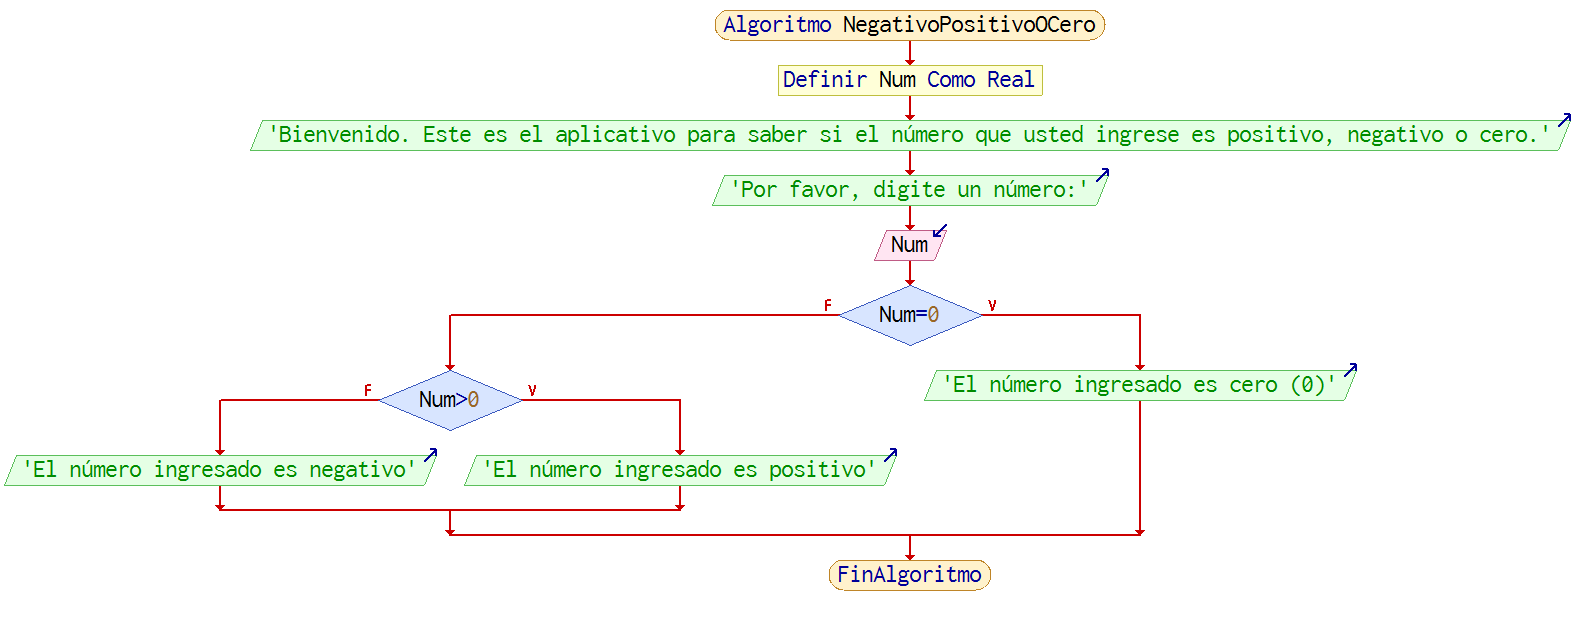 Algoritmo NegativoPositivoOCero
Definir Num Como Real
'Bienvenido. Este es el aplicativo para saber si el número que usted ingrese es positivo, negativo o cero.'
'Por favor, digite un número:'
Num
Num=0
F
V
'El número ingresado es cero (0)'
Num>0
F
V
'El número ingresado es negativo'
'El número ingresado es positivo'
FinAlgoritmo